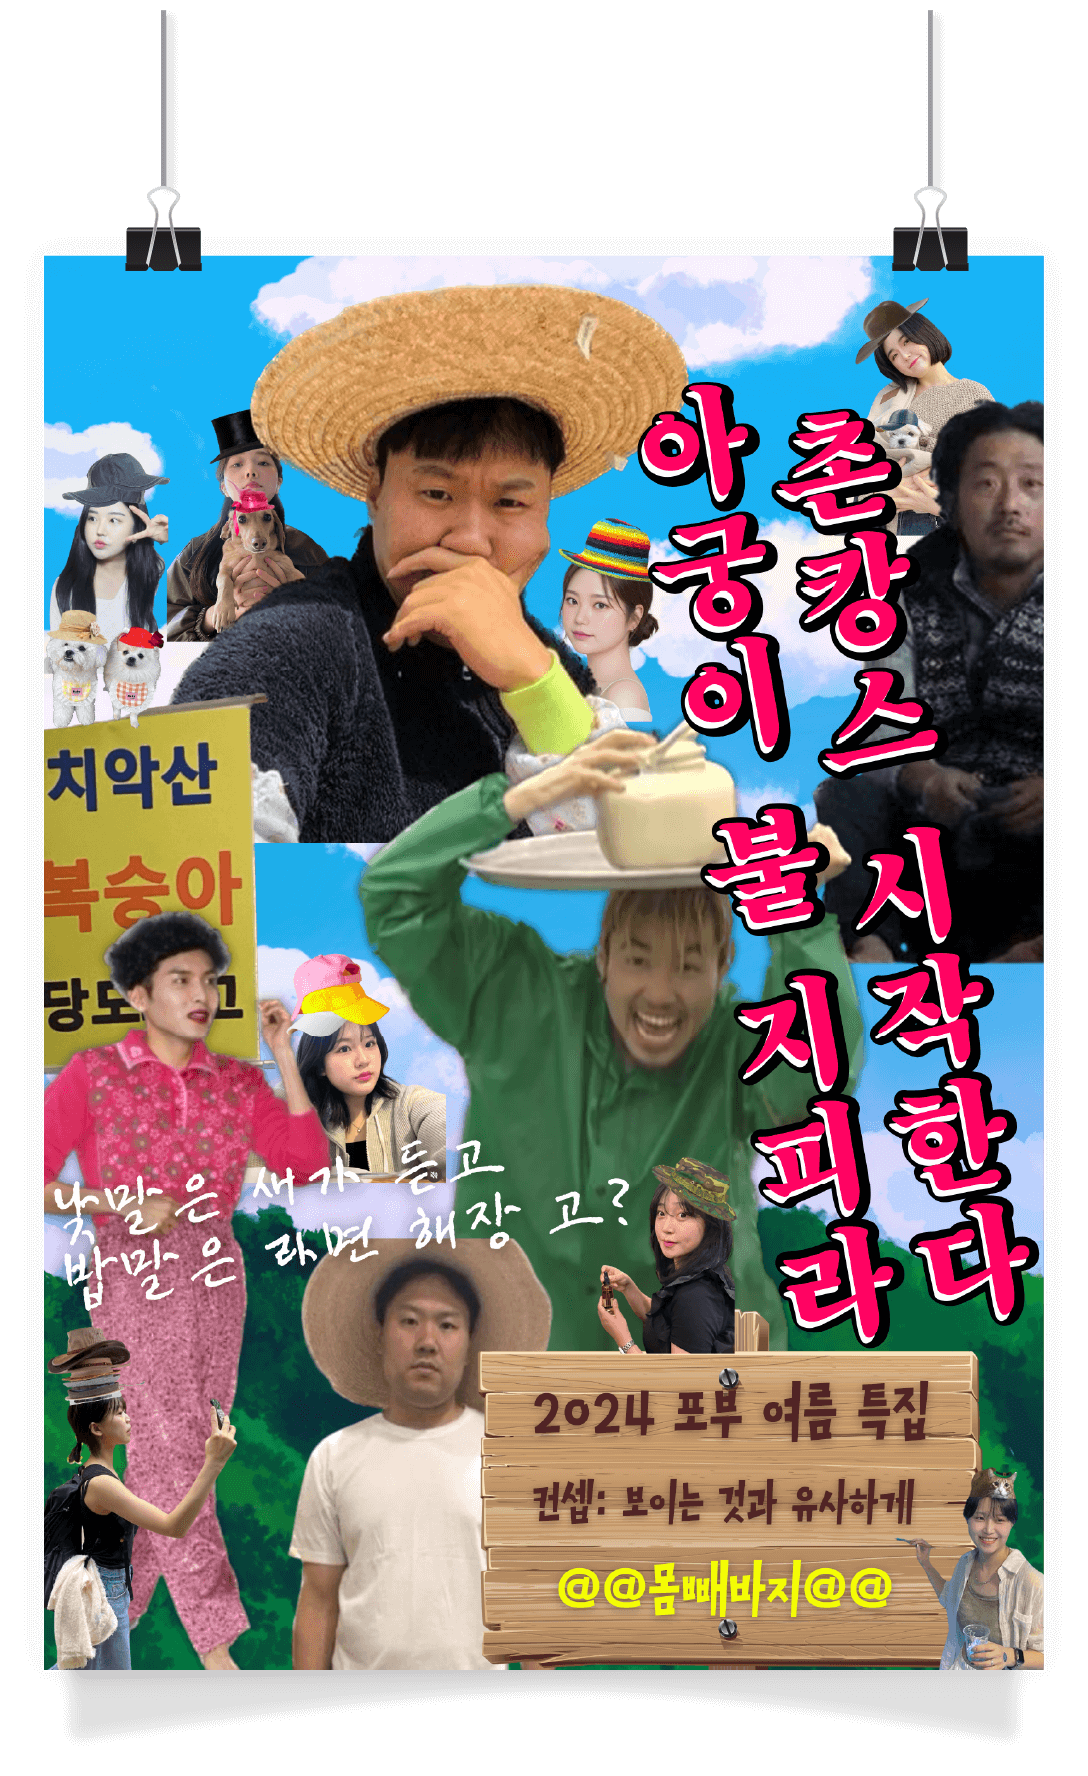 촌캉스 시작한다
아궁이 불 지피라
치악산
복숭아
당도
고
낮말은 새가 듣고
밥말은 라면 해장 고?
2024 포부 여름 특집
컨셉: 보이는 것과 유사하게
@@몸빼바지@@